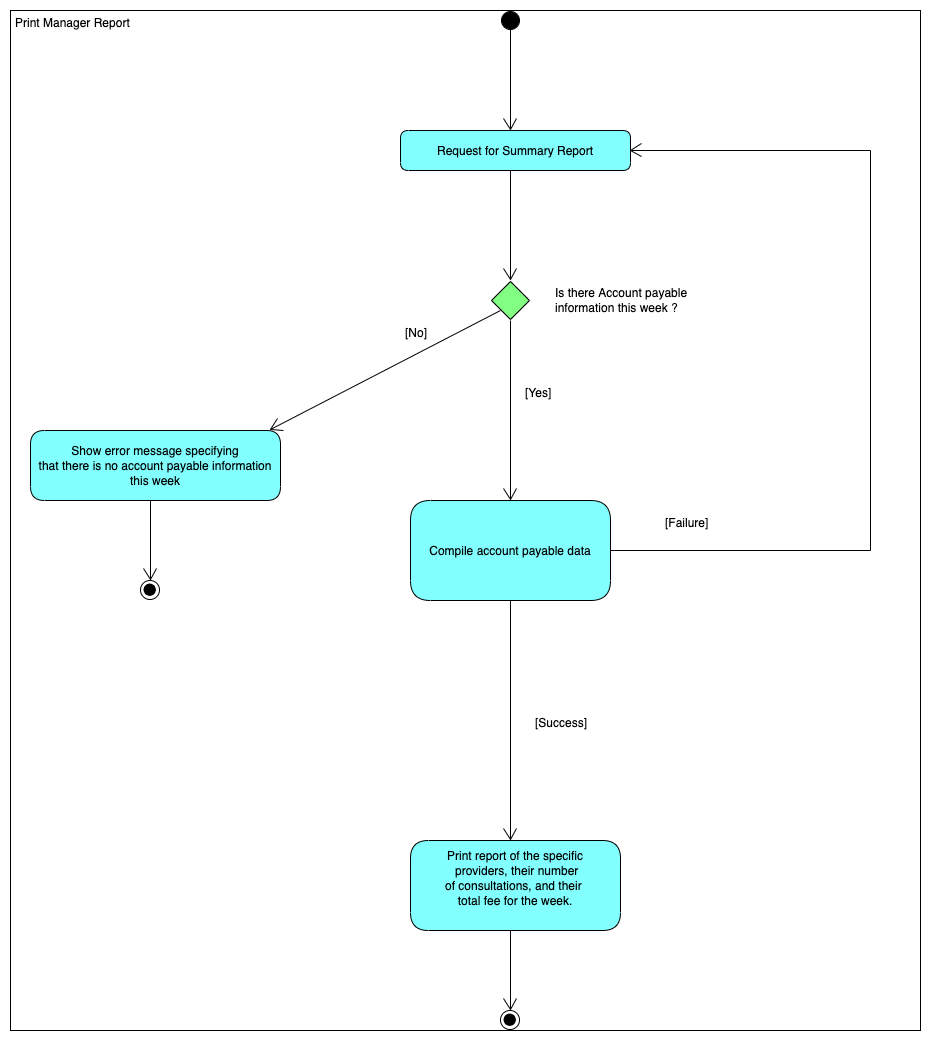 Print Manager Report
Request for Summary Report
Is there Account payable
information this week ?
[No]
[Yes]
Show error message specifying
that there is no account payable information
this week
[Failure]
Compile account payable data
[Success]
Print report of the specific
providers, their number
of consultations, and their
total fee for the week.